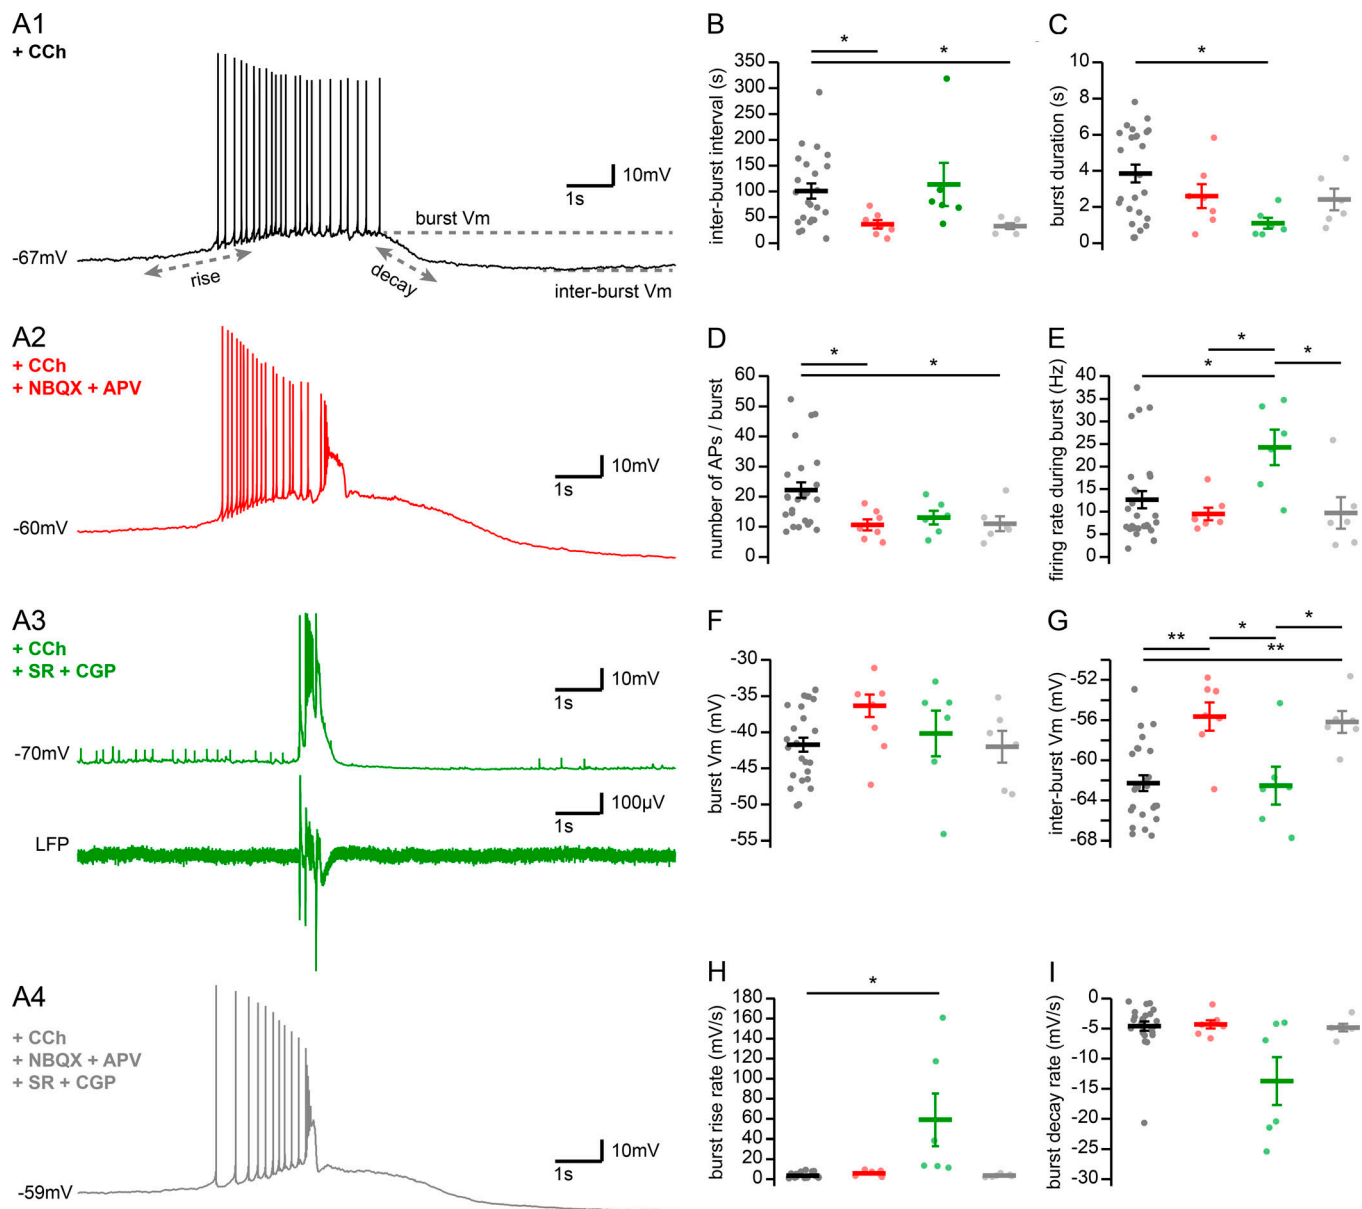 A1
+ CCh
10mV
1s
burst Vm
-67mV
rise
decay
inter-burst Vm
A2
+ CCh
+ NBQX + APV
10mV
1s
-60mV
A3
+ CCh
+ SR + CGP
10mV
1s
-70mV
100µV
1s
LFP
A4
+ CCh
+ NBQX + APV
+ SR + CGP
10mV
1s
-59mV
B
* *
350
300
250
200
150
100
50
0
inter-burst interval (s)
C
*
10
8
6
4
2
0
burst duration (s)
D
*
*
60
50
40
30
20
10
0
number of APs / burst
E
*
* *
40
35
30
25
20
15
10
5
0
firing rate during burst (Hz)
F
-30
-35
-40
-45
-50
-55
burst Vm (mV)
G
*
** *
**
-52
-56
-60
-64
-68
inter-burst Vm (mV)
H
*
180
160
140
120
100
80
60
40
20
0
burst rise rate (mV/s)
I
0
-5
-10
-15
-20
-25
-30
burst decay rate (mV/s)